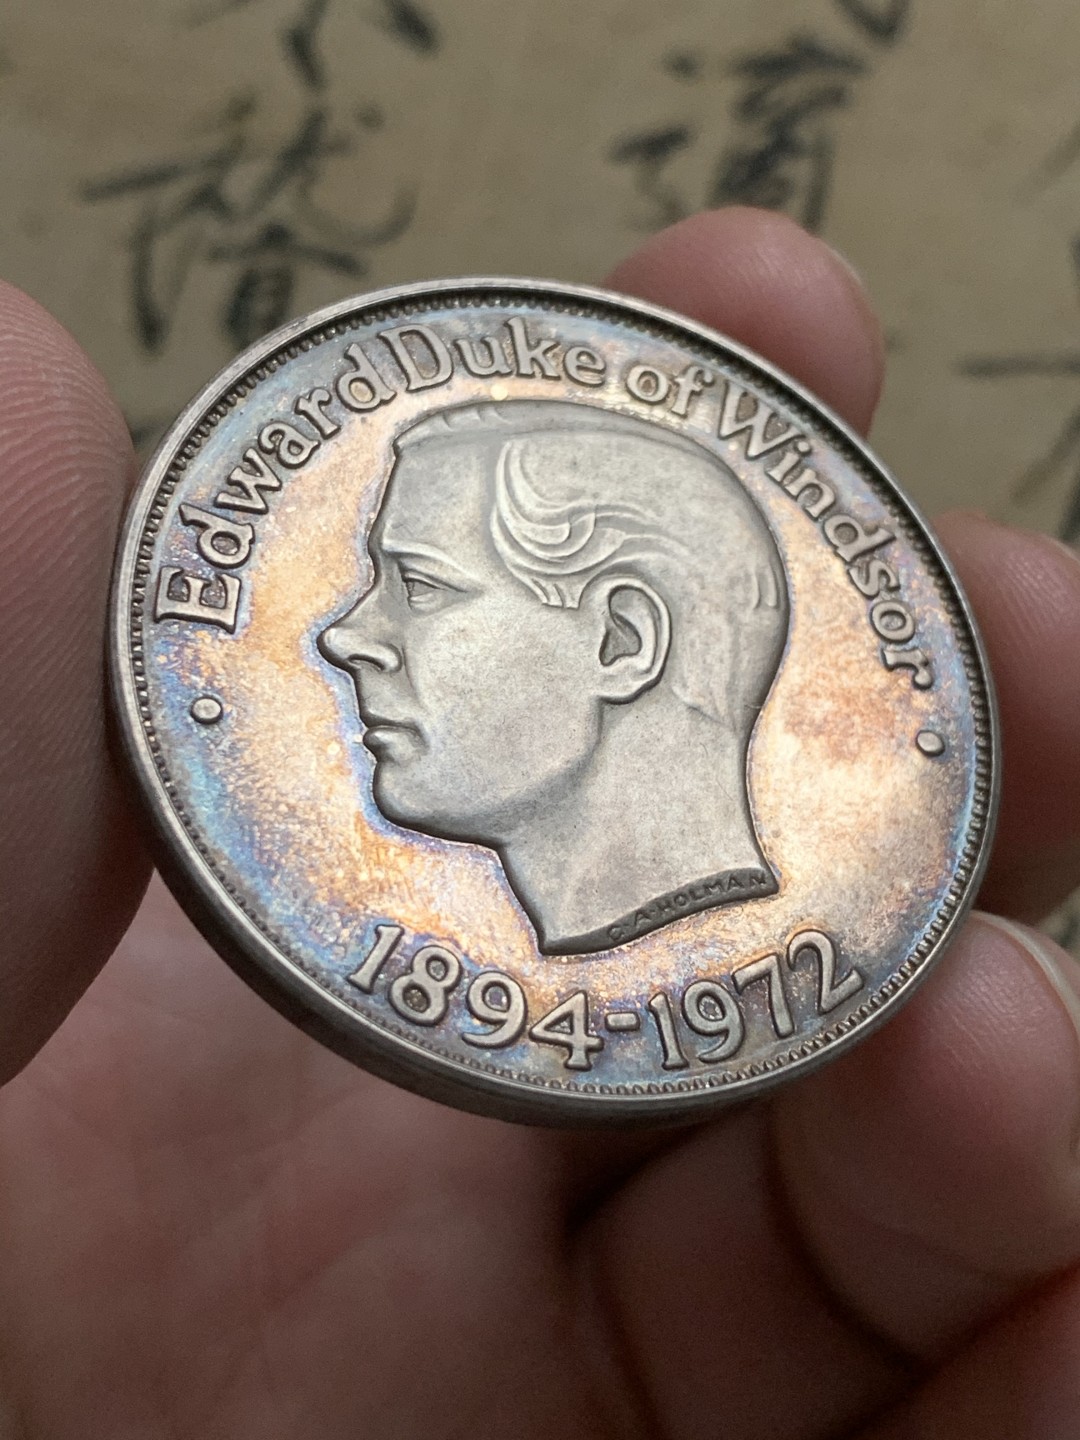 Edward Duke of Windsor
C·A·HOLMAN
1894-1972